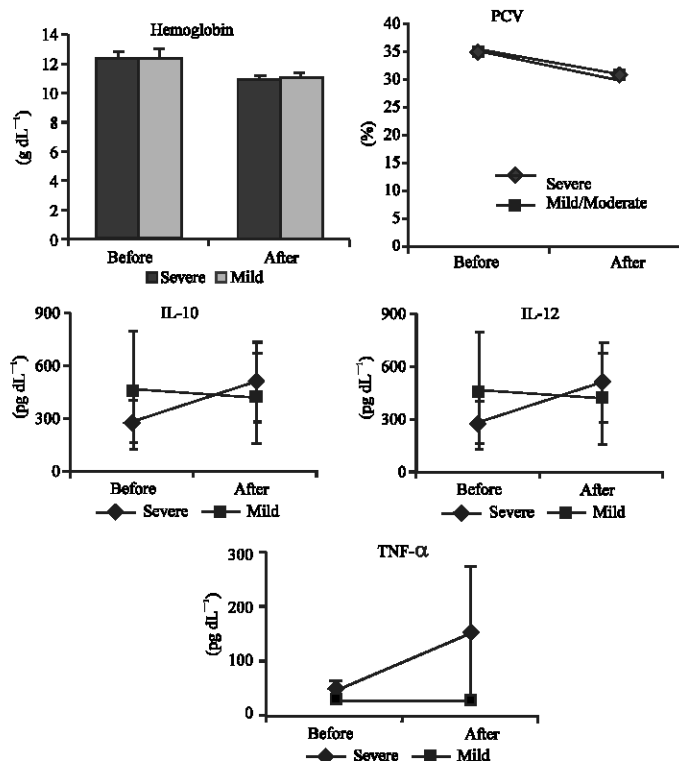 Hemoglobin
14
12
10
8
6
4
2
0
(g dL⁻¹)
Before After
Severe Mild
PCV
40
35
30
25
20
15
10
5
0
(%)
Severe
Mild/Moderate
Before After
IL-10
900
600
300
0
(pg dL⁻¹)
Before After
Severe Mild
IL-12
900
600
300
0
(pg dL⁻¹)
Before After
Severe Mild
TNF-α
300
200
100
0
(pg dL⁻¹)
Before After
Severe Mild